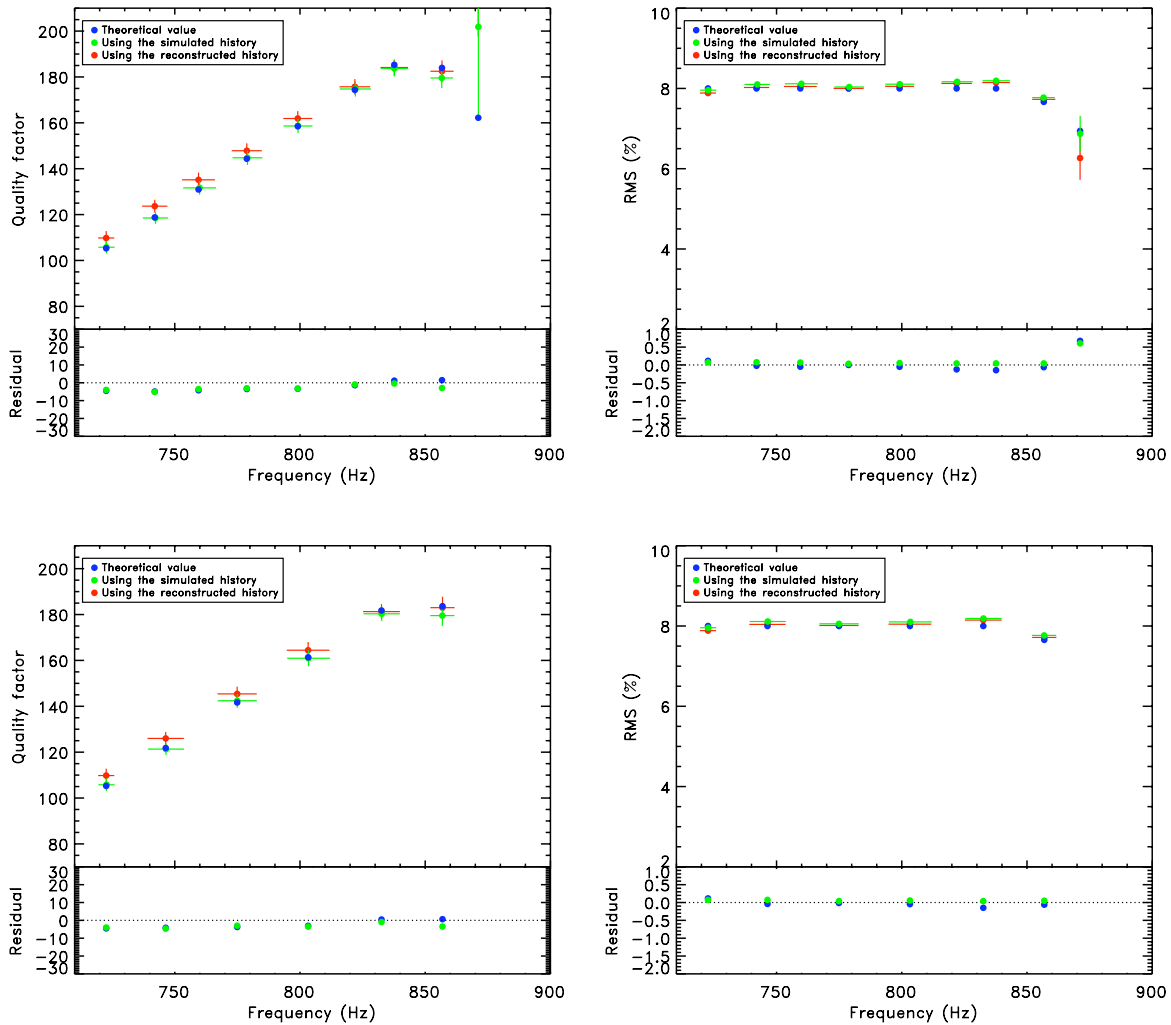 200
180
160
140
120
100
80
Quality factor
Theoretical value
Using the simulated history
Using the reconstructed history
30
20
10
0
−10
−20
−30
Residual
750
800
850
900
Frequency (Hz)
10
8
6
4
2
RMS (%)
Theoretical value
Using the simulated history
Using the reconstructed history
1.0
0.5
0.0
−0.5
−1.0
−1.5
−2.0
Residual
750
800
850
900
Frequency (Hz)
200
180
160
140
120
100
80
Quality factor
Theoretical value
Using the simulated history
Using the reconstructed history
30
20
10
0
−10
−20
−30
Residual
750
800
850
900
Frequency (Hz)
10
8
6
4
2
RMS (%)
Theoretical value
Using the simulated history
Using the reconstructed history
1.0
0.5
0.0
−0.5
−1.0
−1.5
−2.0
Residual
750
800
850
900
Frequency (Hz)